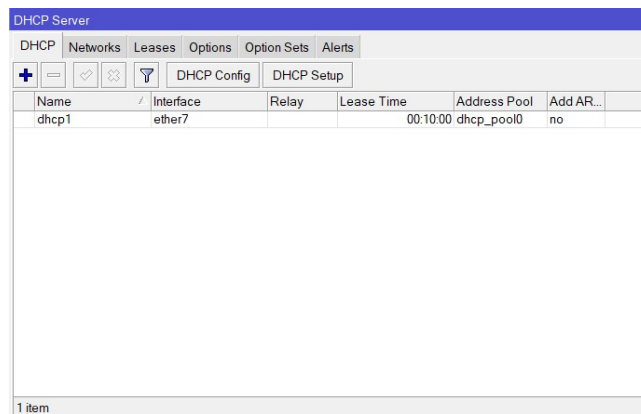 DHCP Server
DHCP Networks Leases Options Option Sets Alerts
DHCP Config DHCP Setup
Name Interface Relay Lease Time Address Pool Add AR...
dhcp1 ether7 00:10:00 dhcp_pool0 no
1 item